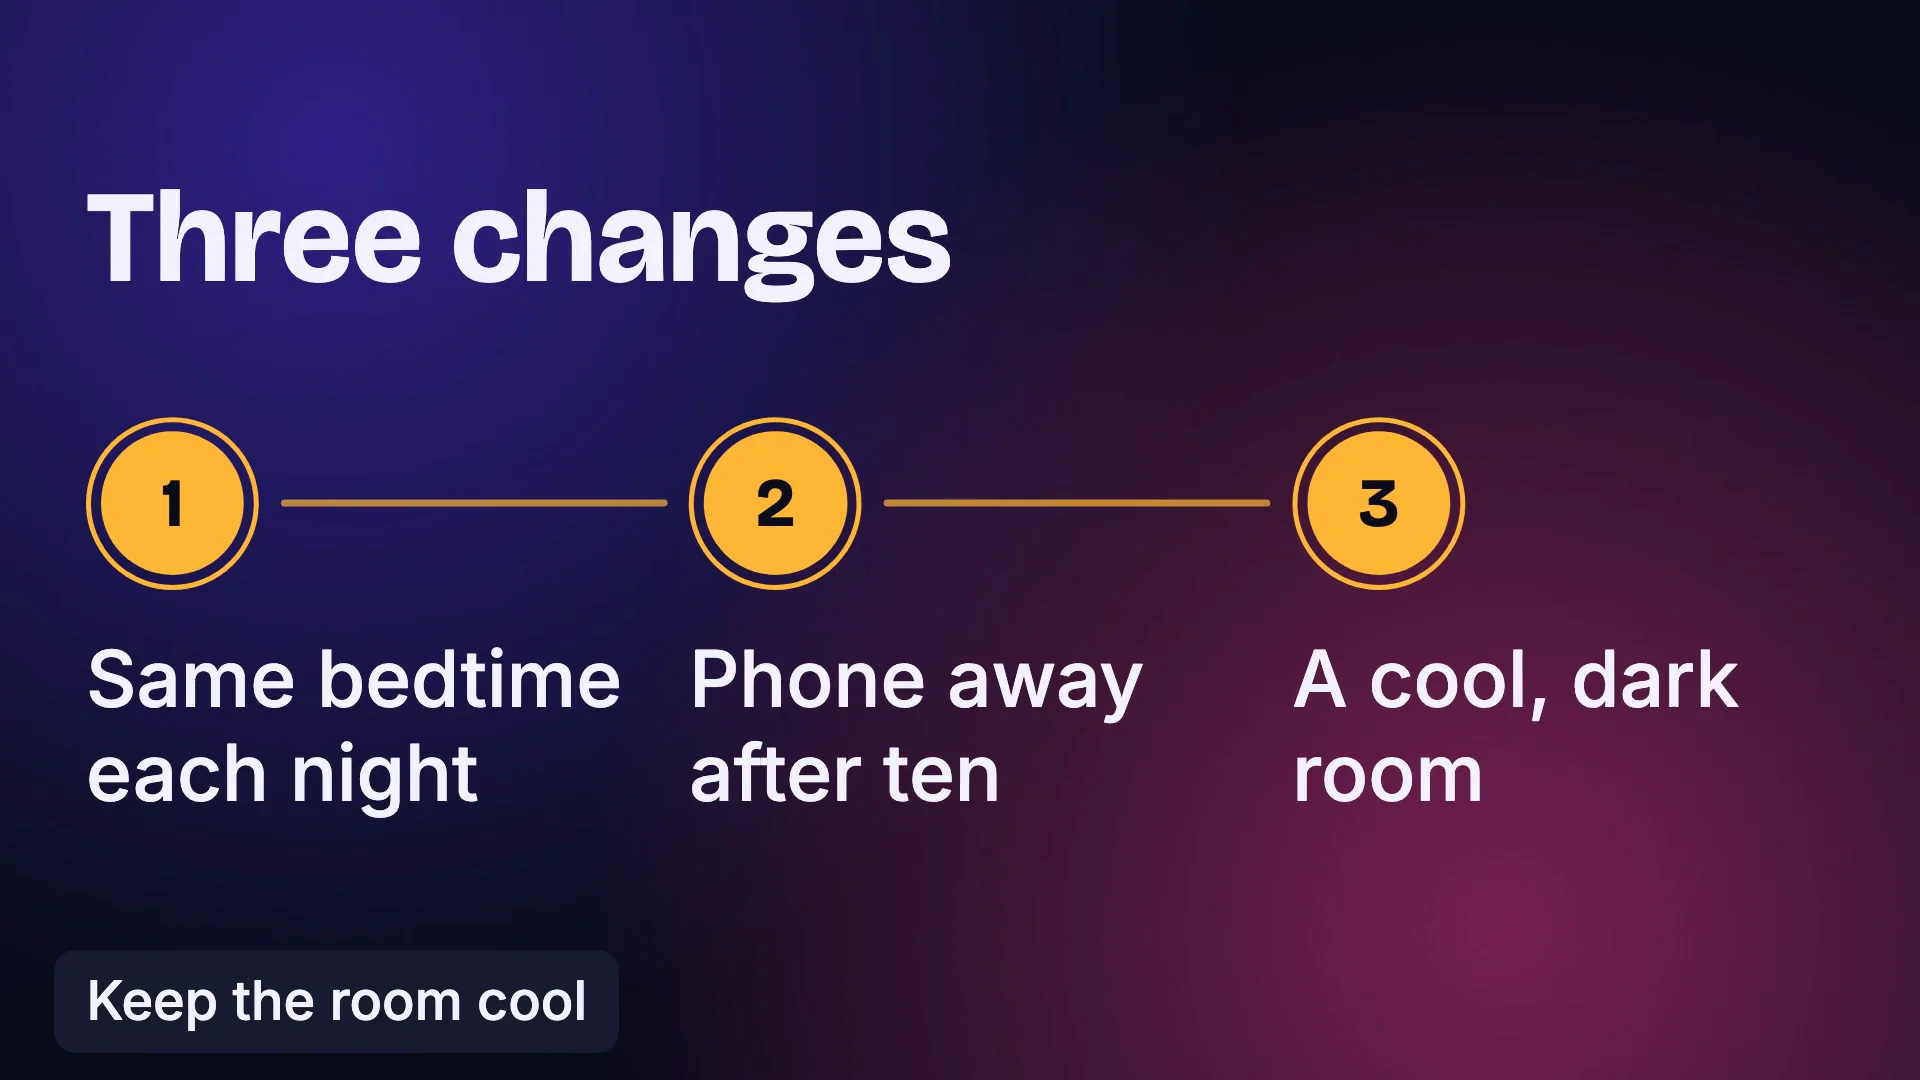 Three changes
1
2
3
Same bedtime
each night
Phone away
after ten
A cool, dark
room
Keep the room cool